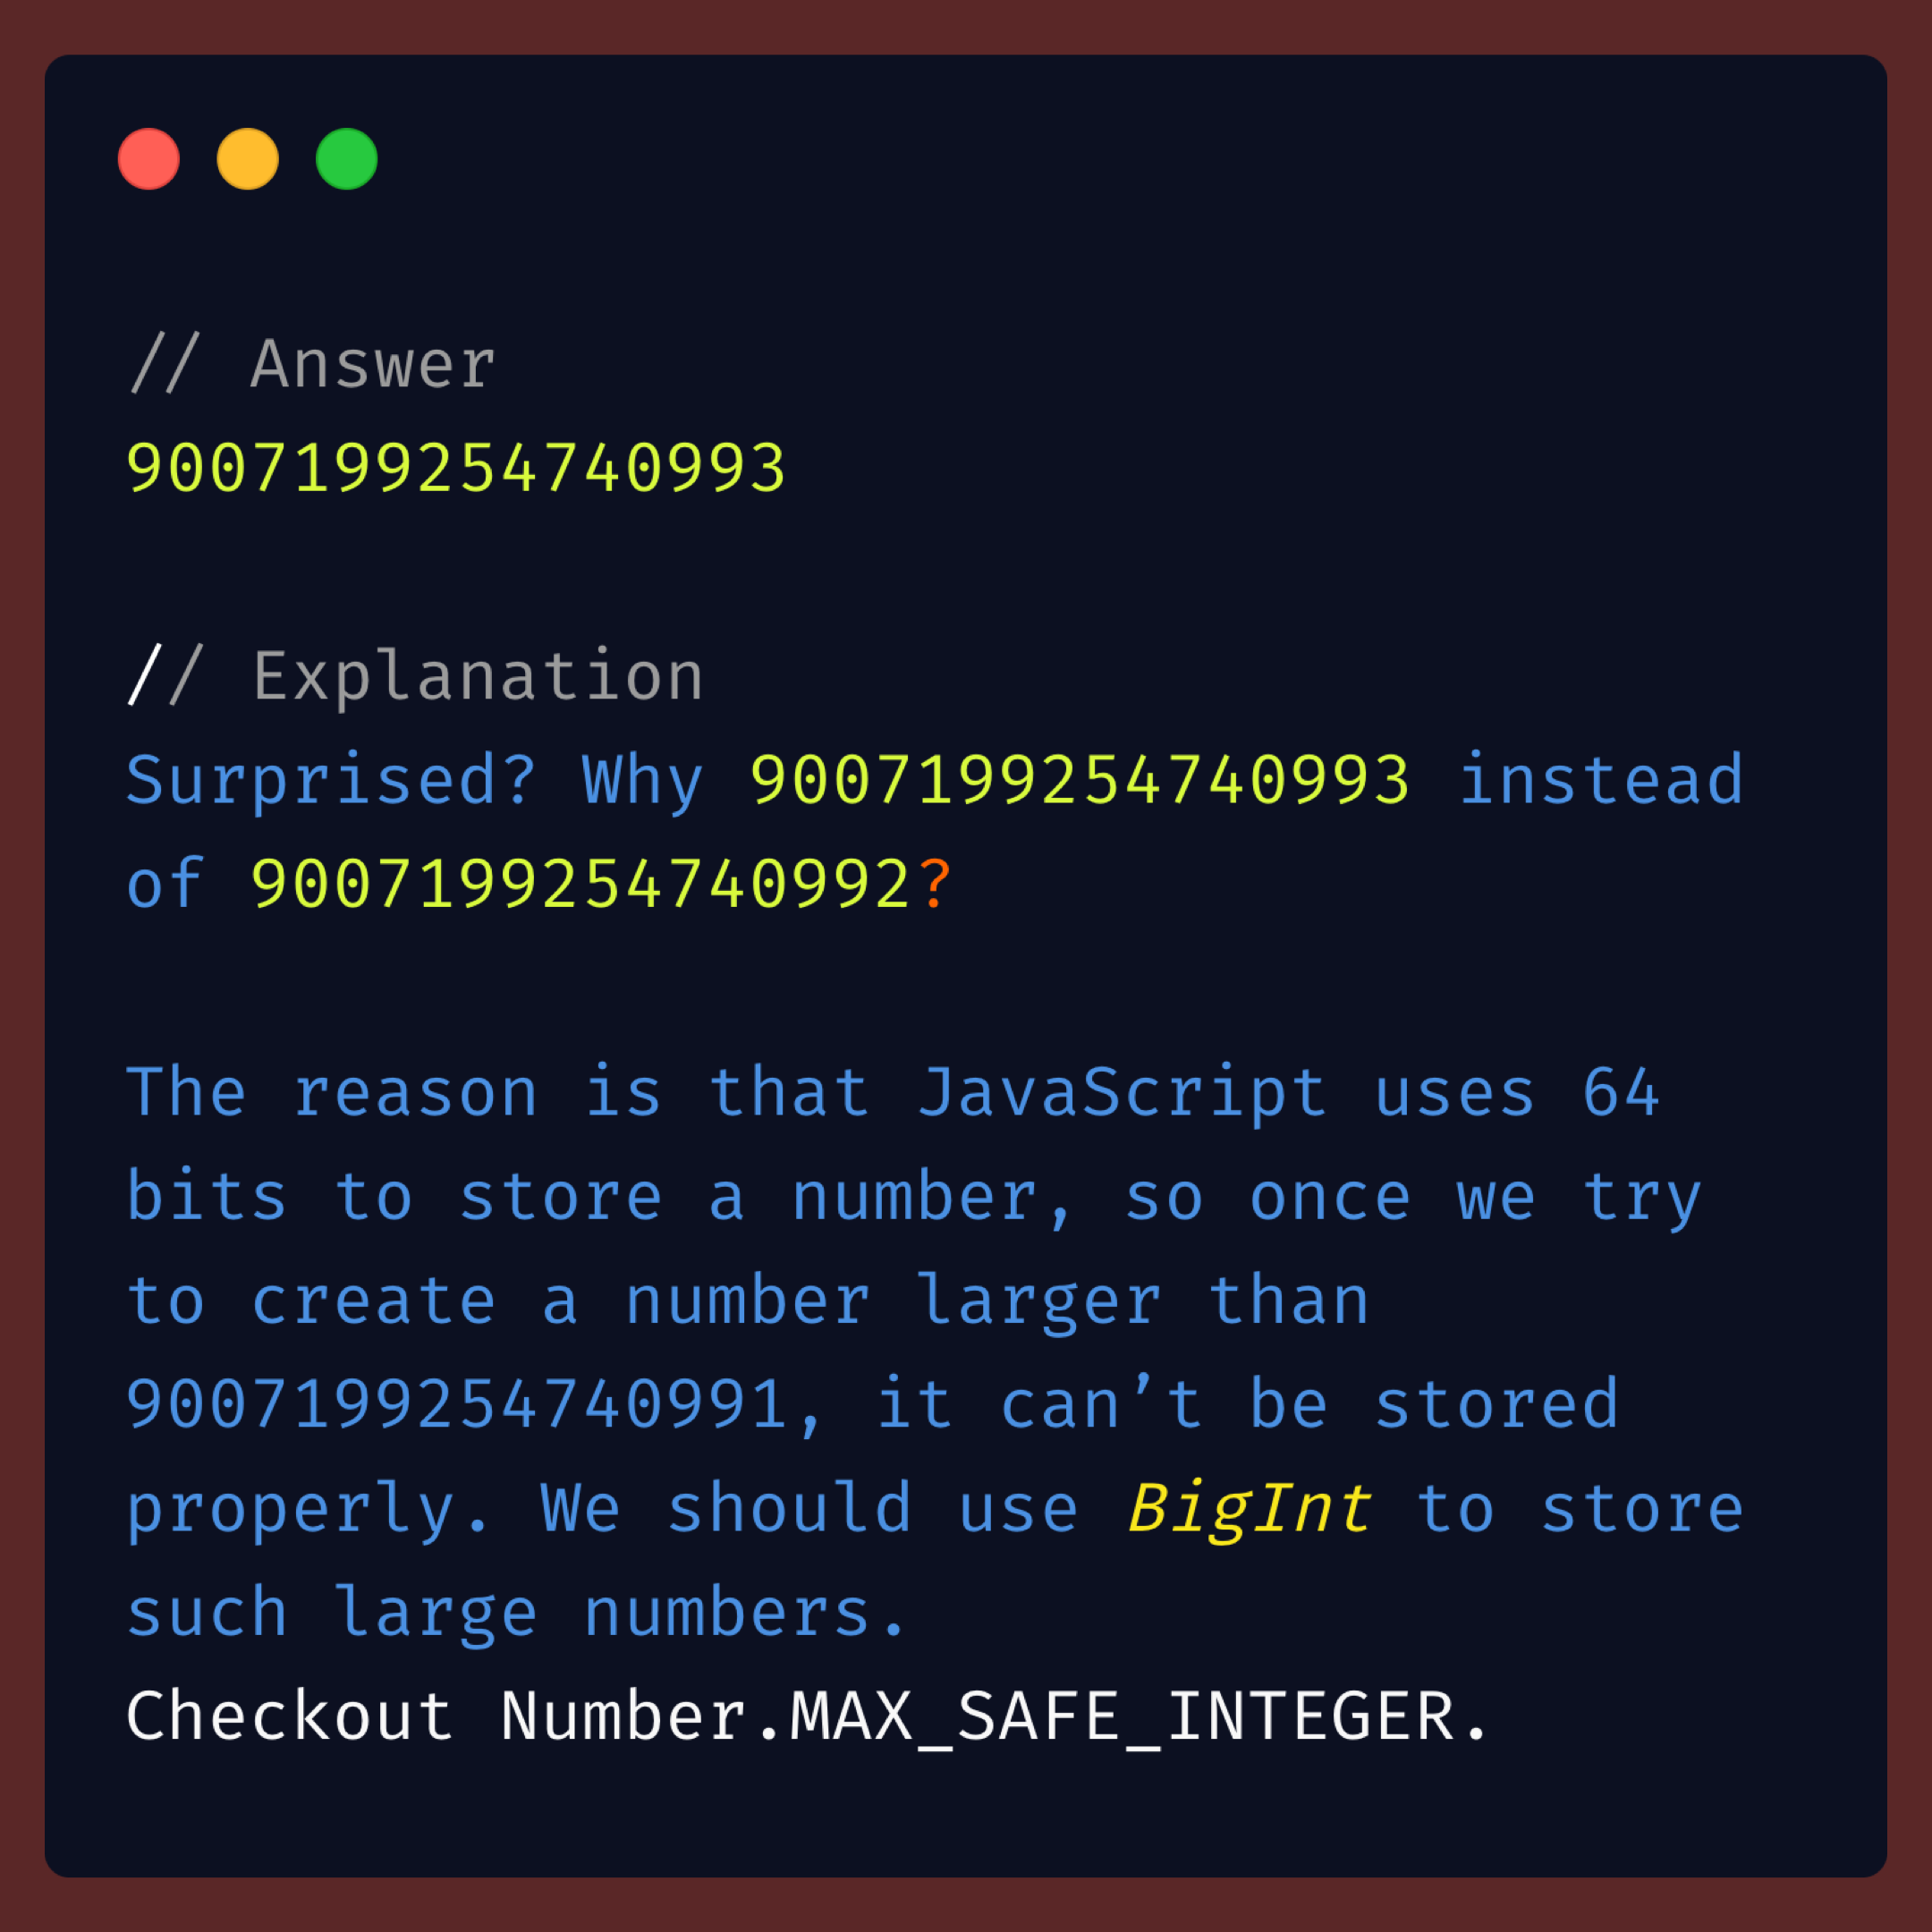 // Answer
9007199254740993
// Explanation
Surprised? Why 9007199254740993 instead
of 9007199254740992?
The reason is that JavaScript uses 64
bits to store a number, so once we try
to create a number larger than
9007199254740991, it can’t be stored
properly. We should use BigInt to store
such large numbers.
Checkout Number.MAX_SAFE_INTEGER.